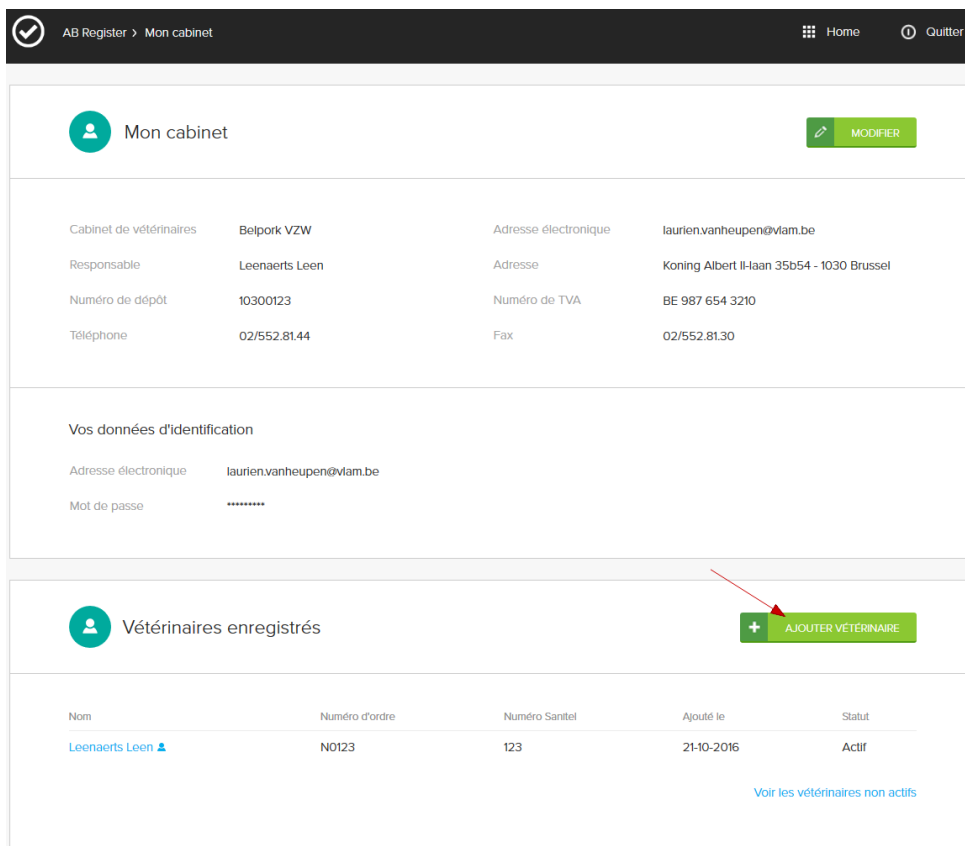 AB Register > Mon cabinet Home Quitter
Mon cabinet MODIFIER
Cabinet de vétérinaires Belpork VZW Adresse électronique laurien.vanheupen@vlam.be
Responsable Leenaerts Leen Adresse Koning Albert II-laan 35b54 - 1030 Brussel
Numéro de dépôt 10300123 Numéro de TVA BE 987 654 3210
Téléphone 02/552.81.44 Fax 02/552.81.30
Vos données d'identification
Adresse électronique laurien.vanheupen@vlam.be
Mot de passe *********
Vétérinaires enregistrés + AJOUTER VÉTÉRINAIRE
Nom Numéro d'ordre Numéro Sanitel Ajouté le Statut
Leenaerts Leen N0123 123 21-10-2016 Actif
Voir les vétérinaires non actifs